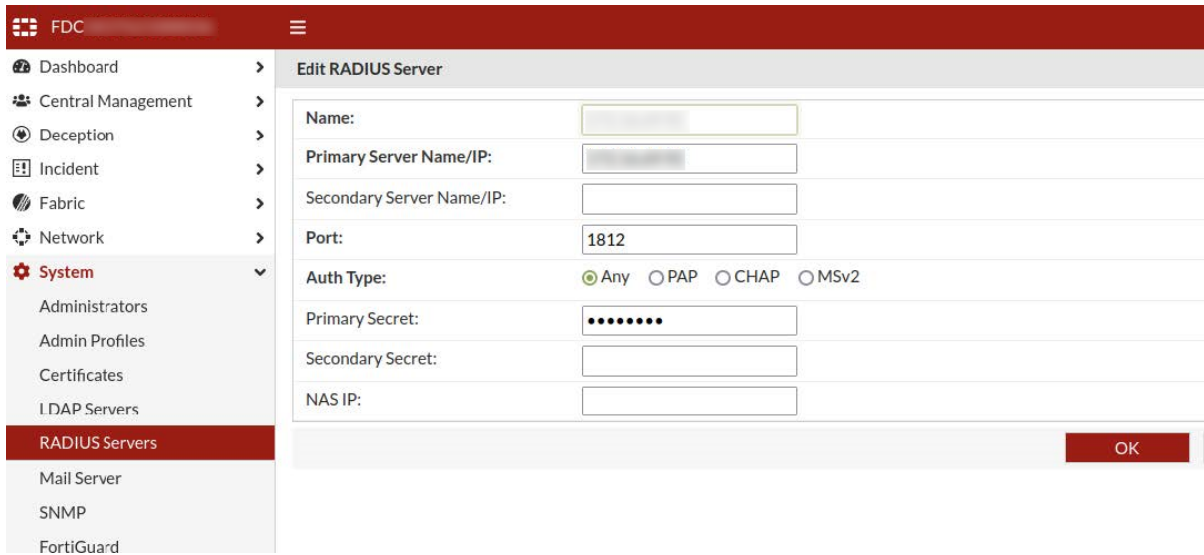 FDC
Dashboard
Edit RADIUS Server
Central Management
Name:
Deception
Primary Server Name/IP:
Incident
Secondary Server Name/IP:
Fabric
Network
Port: 1812
System
Auth Type: Any PAP CHAP MSv2
Administrators
Primary Secret: ••••••••
Admin Profiles
Secondary Secret:
Certificates
NAS IP:
LDAP Servers
RADIUS Servers
OK
Mail Server
SNMP
FortiGuard